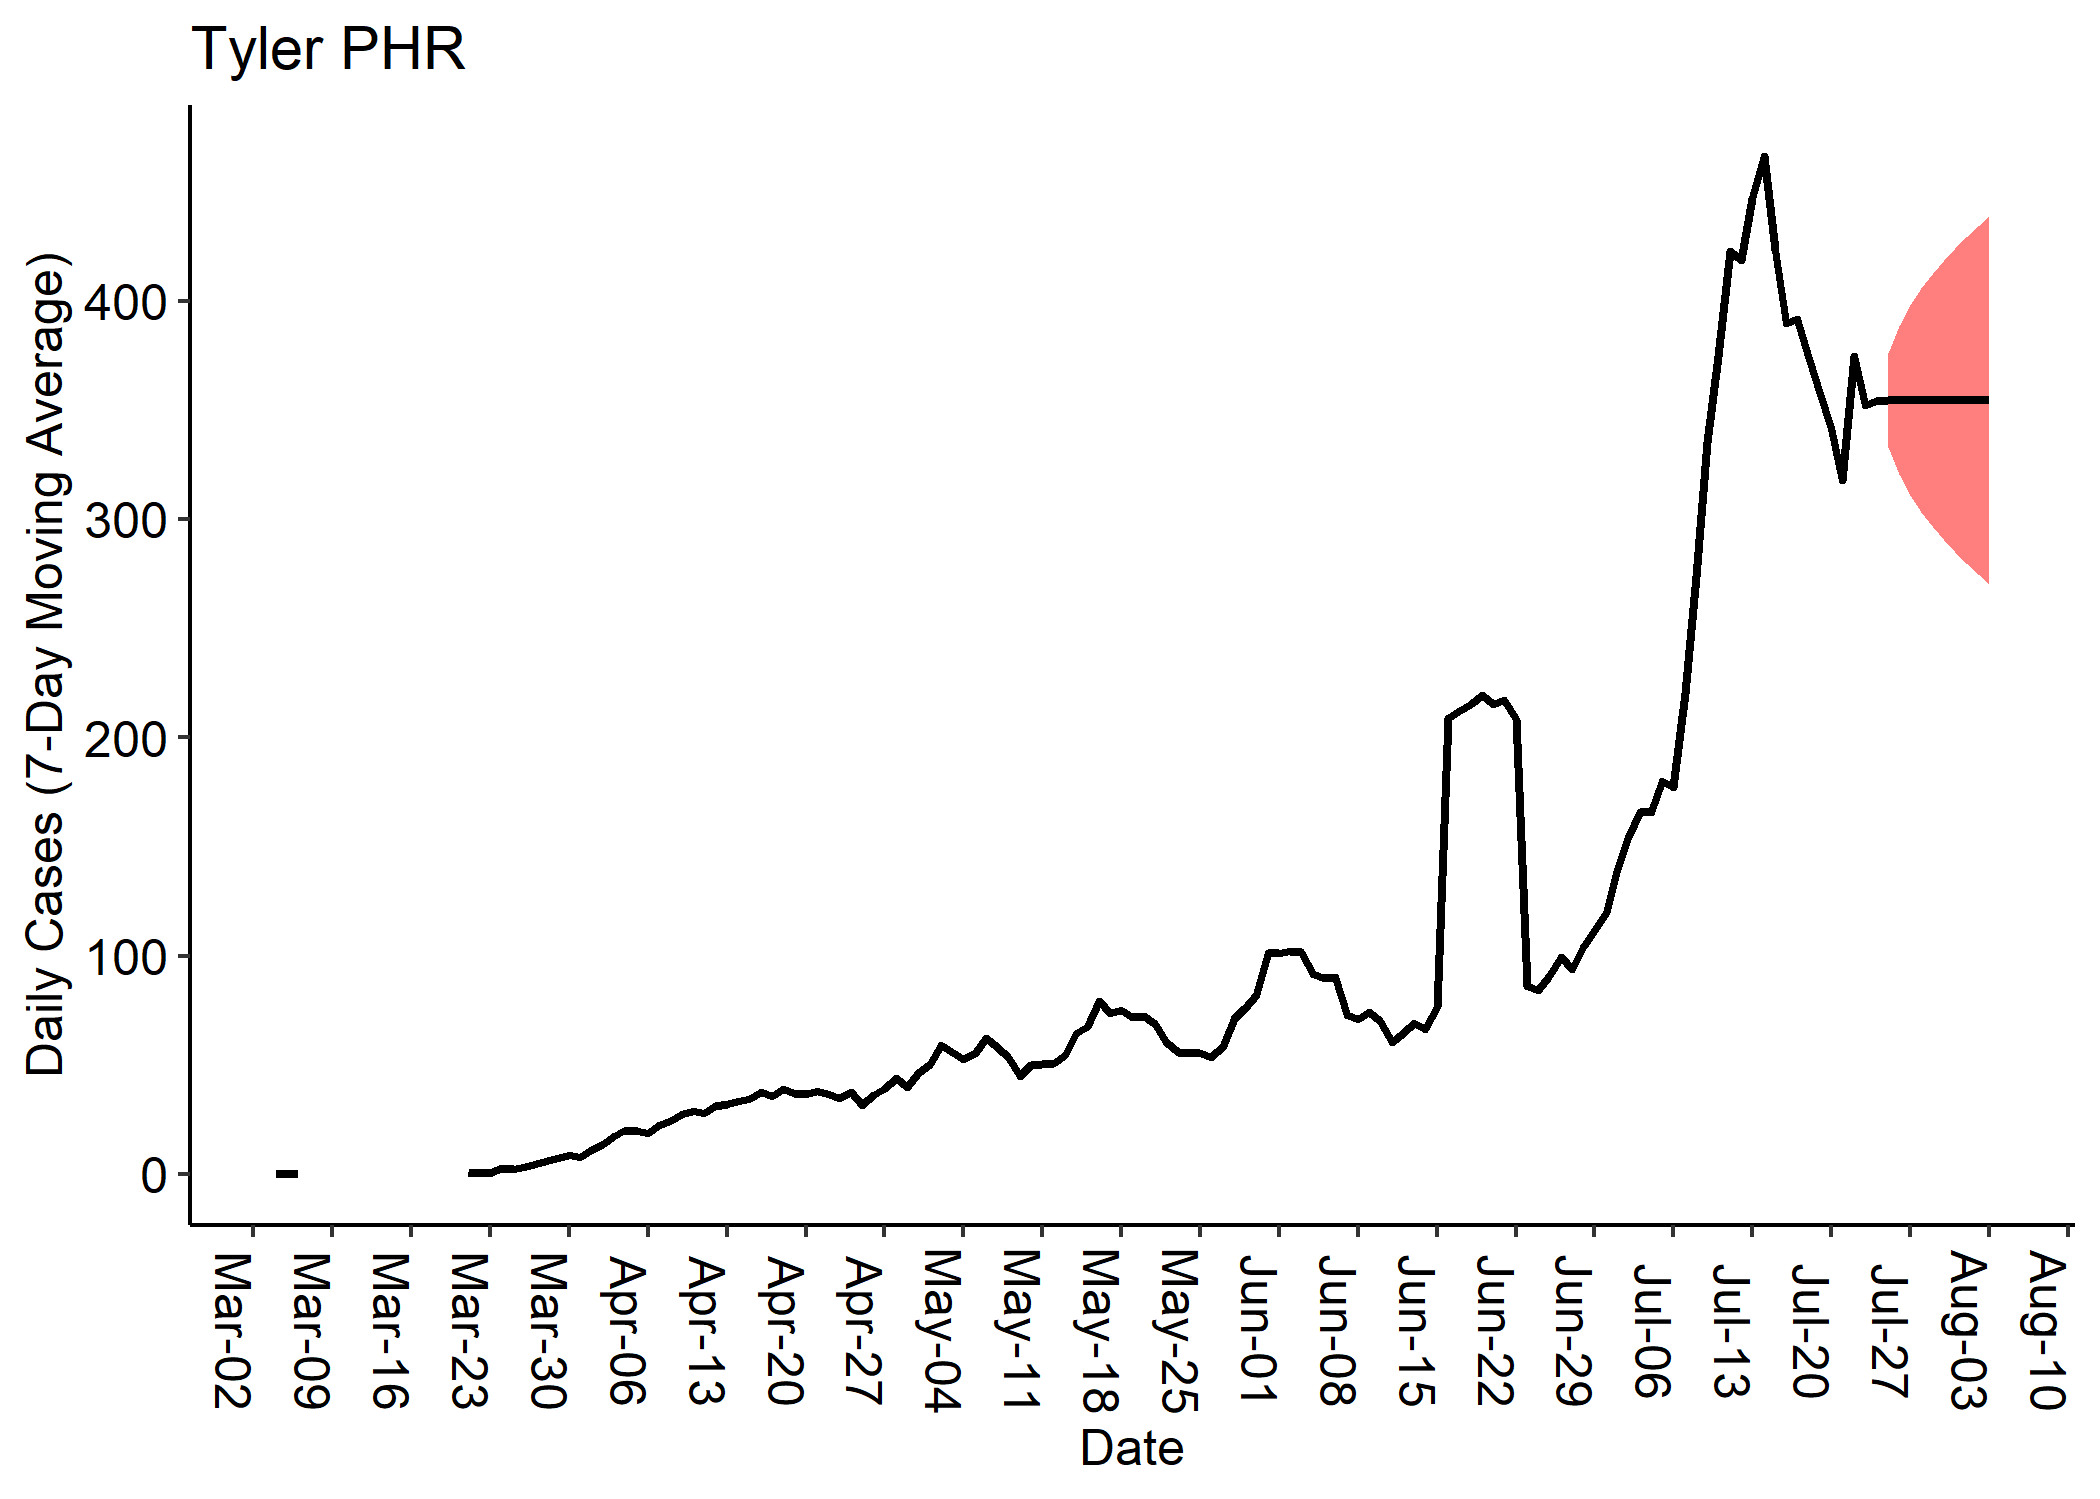 Tyler PHR
Daily Cases (7-Day Moving Average)
400
300
200
100
0
Mar-02
Mar-09
Mar-16
Mar-23
Mar-30
Apr-06
Apr-13
Apr-20
Apr-27
May-04
May-11
May-18
May-25
Jun-01
Jun-08
Jun-15
Jun-22
Jun-29
Jul-06
Jul-13
Jul-20
Jul-27
Aug-03
Aug-10
Date